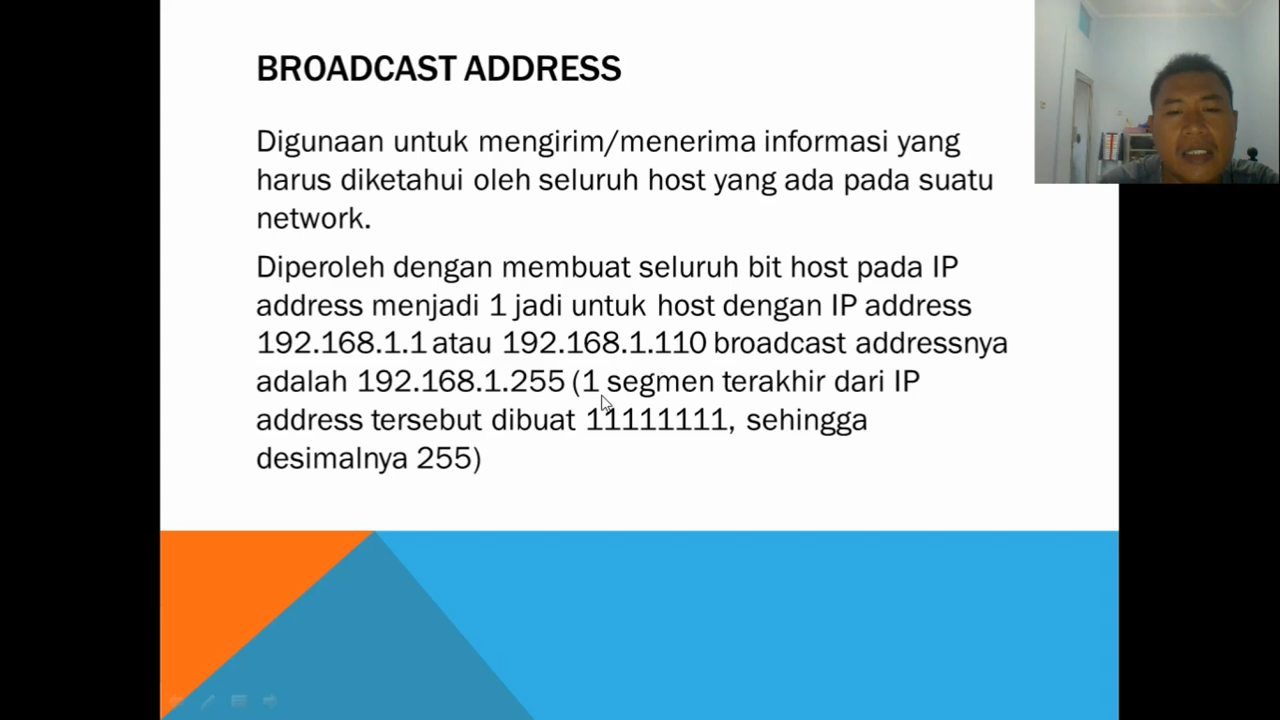 BROADCAST ADDRESS
Digunaan untuk mengirim/menerima informasi yang
harus diketahui oleh seluruh host yang ada pada suatu
network.
Diperoleh dengan membuat seluruh bit host pada IP
address menjadi 1 jadi untuk host dengan IP address
192.168.1.1 atau 192.168.1.110 broadcast addressnya
adalah 192.168.1.255 (1 segmen terakhir dari IP
address tersebut dibuat 11111111, sehingga
desimalnya 255)